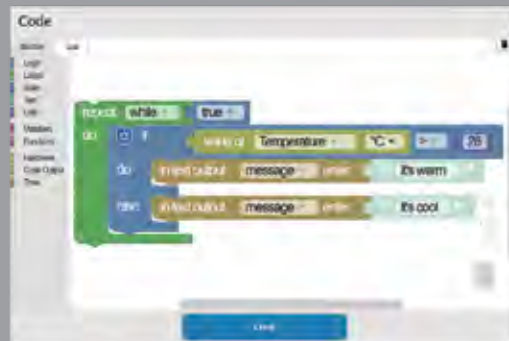 Code
Logic
Loops
Math
Text
Lists
Variables
Functions
Hardware
Code Output
Time
repeat while true
do if value of Temperature °C > 26
do in text output message enter It's warm
else in text output message enter It's cool